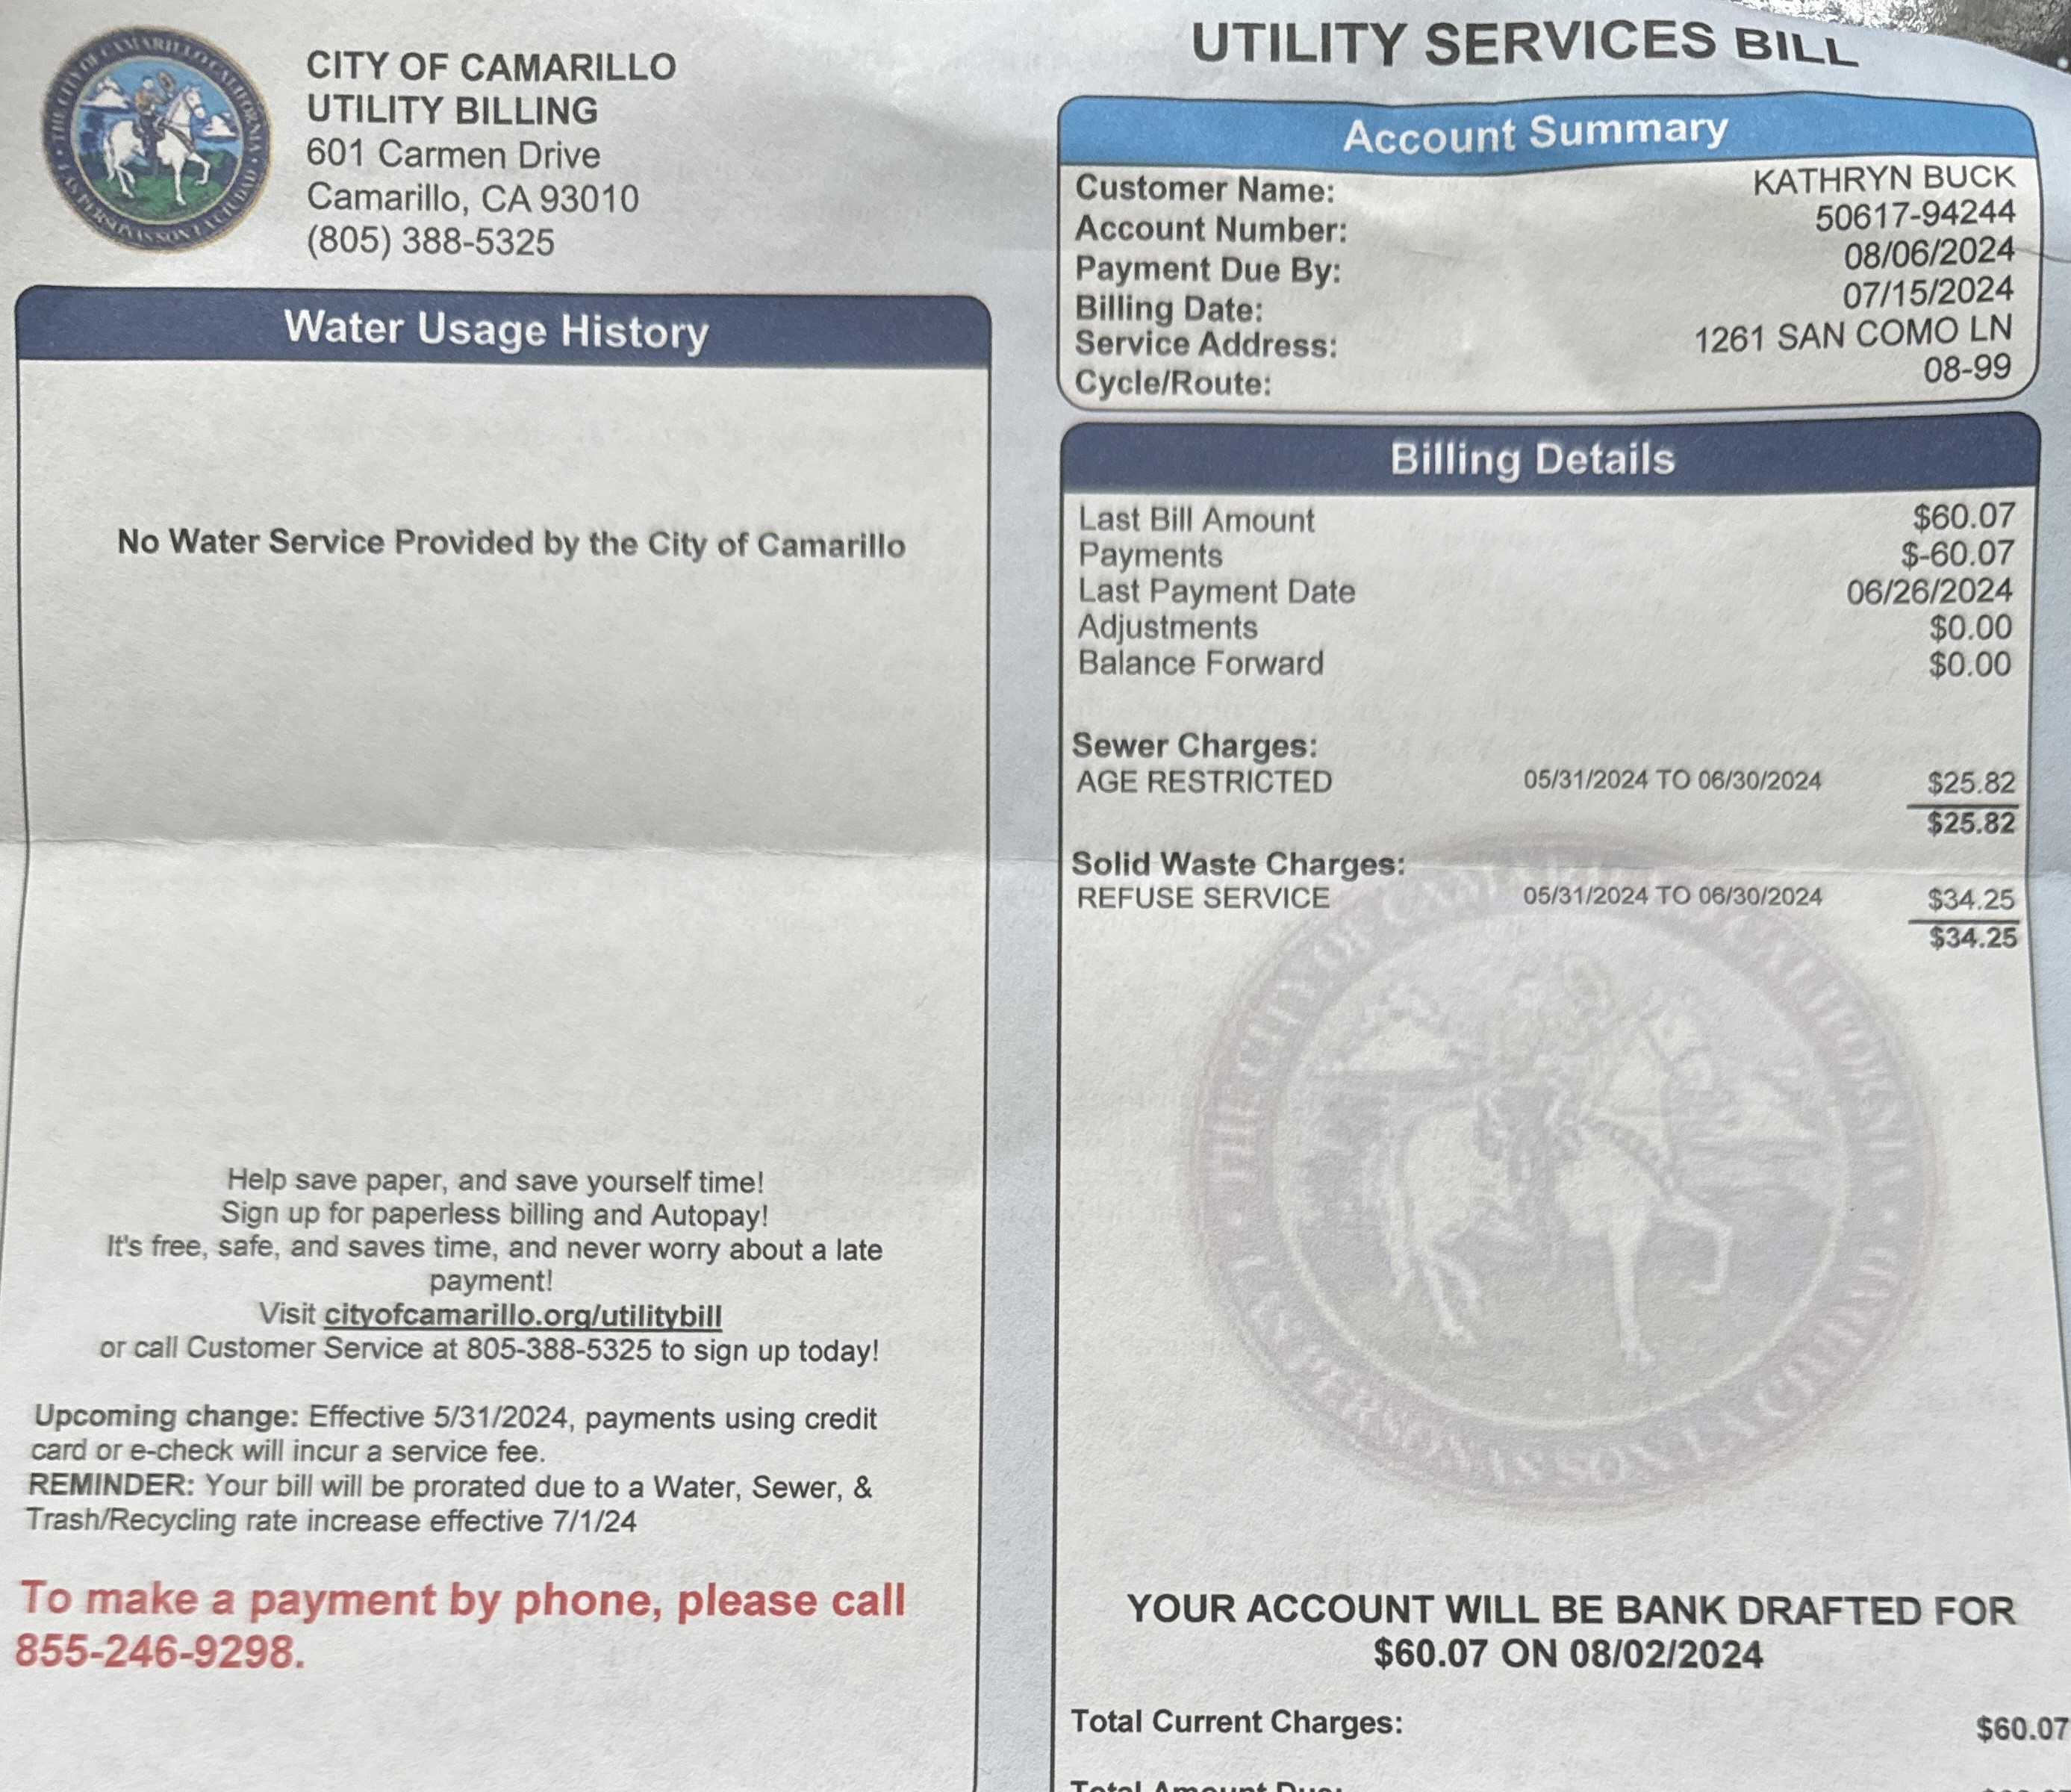 THE CITY OF CAMARILLO CALIFORNIA
LAS PERSONAS SON LA CIUDAD
CITY OF CAMARILLO
UTILITY BILLING
601 Carmen Drive
Camarillo, CA 93010
(805) 388-5325
Water Usage History
No Water Service Provided by the City of Camarillo
Help save paper, and save yourself time!
Sign up for paperless billing and Autopay!
It's free, safe, and saves time, and never worry about a late
payment!
Visit cityofcamarillo.org/utilitybill
or call Customer Service at 805-388-5325 to sign up today!
Upcoming change: Effective 5/31/2024, payments using credit
card or e-check will incur a service fee.
REMINDER: Your bill will be prorated due to a Water, Sewer, &
Trash/Recycling rate increase effective 7/1/24
To make a payment by phone, please call
855-246-9298.
UTILITY SERVICES BILL
Account Summary
Customer Name: KATHRYN BUCK
Account Number: 50617-94244
Payment Due By: 08/06/2024
Billing Date: 07/15/2024
Service Address: 1261 SAN COMO LN
Cycle/Route: 08-99
Billing Details
Last Bill Amount $60.07
Payments $-60.07
Last Payment Date 06/26/2024
Adjustments $0.00
Balance Forward $0.00
Sewer Charges:
AGE RESTRICTED 05/31/2024 TO 06/30/2024 $25.82
$25.82
Solid Waste Charges:
REFUSE SERVICE 05/31/2024 TO 06/30/2024 $34.25
$34.25
THE CITY OF CAMARILLO CALIFORNIA
LAS PERSONAS SON LA CIUDAD
YOUR ACCOUNT WILL BE BANK DRAFTED FOR
$60.07 ON 08/02/2024
Total Current Charges: $60.07
Total Amount Due: